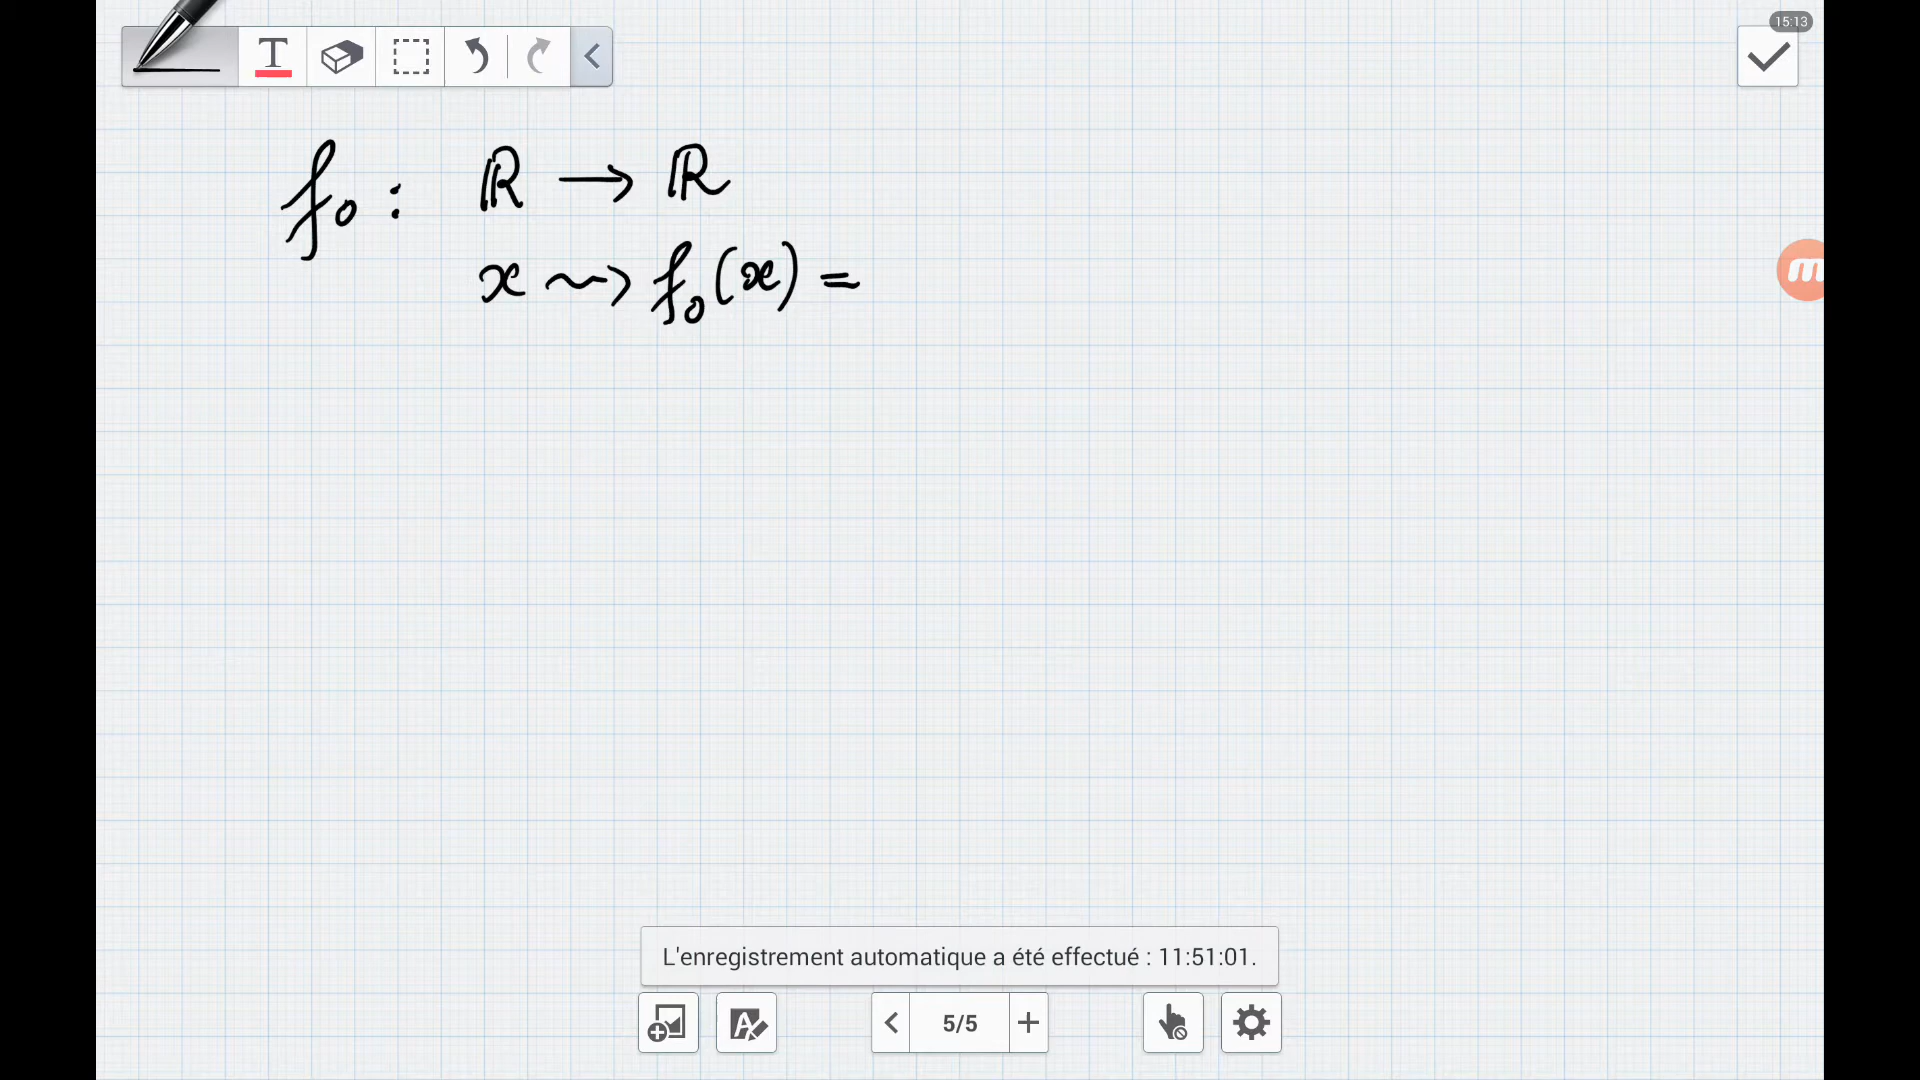 15:13
T
f₀ : ℝ → ℝ
x ⇝ f₀(x) =
m
L'enregistrement automatique a été effectué : 11:51:01.
A
5/5